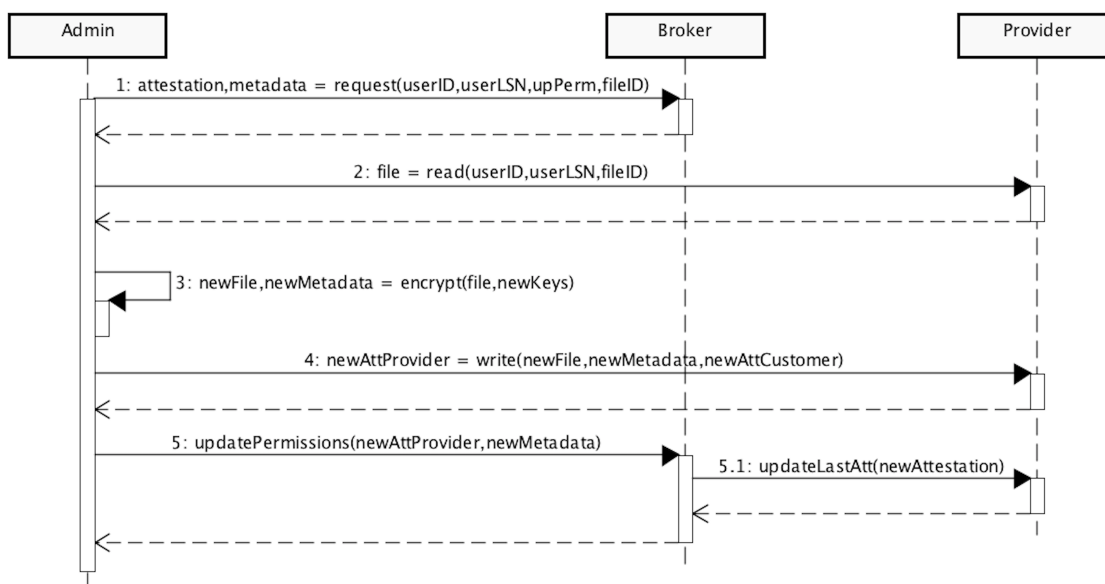 Admin
Broker
Provider
1: attestation,metadata = request(userID,userLSN,upPerm,fileID)
2: file = read(userID,userLSN,fileID)
3: newFile,newMetadata = encrypt(file,newKeys)
4: newAttProvider = write(newFile,newMetadata,newAttCustomer)
5: updatePermissions(newAttProvider,newMetadata)
5.1: updateLastAtt(newAttestation)